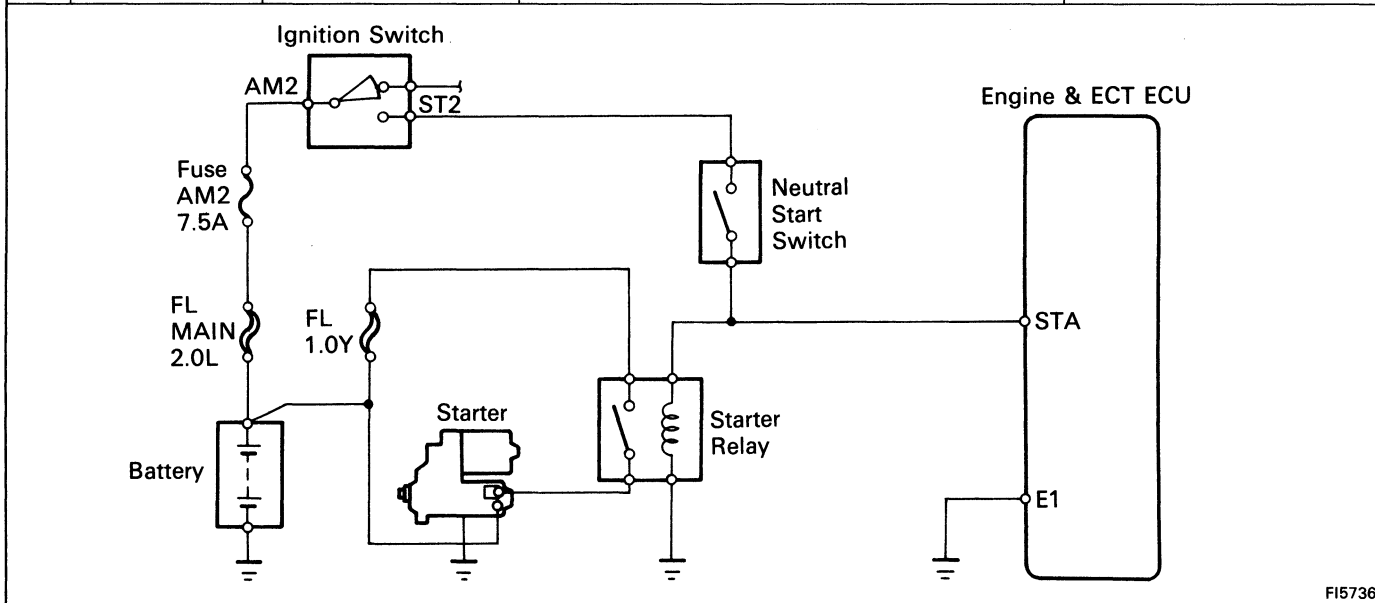 Ignition Switch
AM2
ST2
Engine & ECT ECU
Fuse
AM2
7.5A
Neutral
Start
Switch
FL
MAIN
2.0L
FL
1.0Y
STA
Starter
Starter
Relay
Battery
E1
FI5736